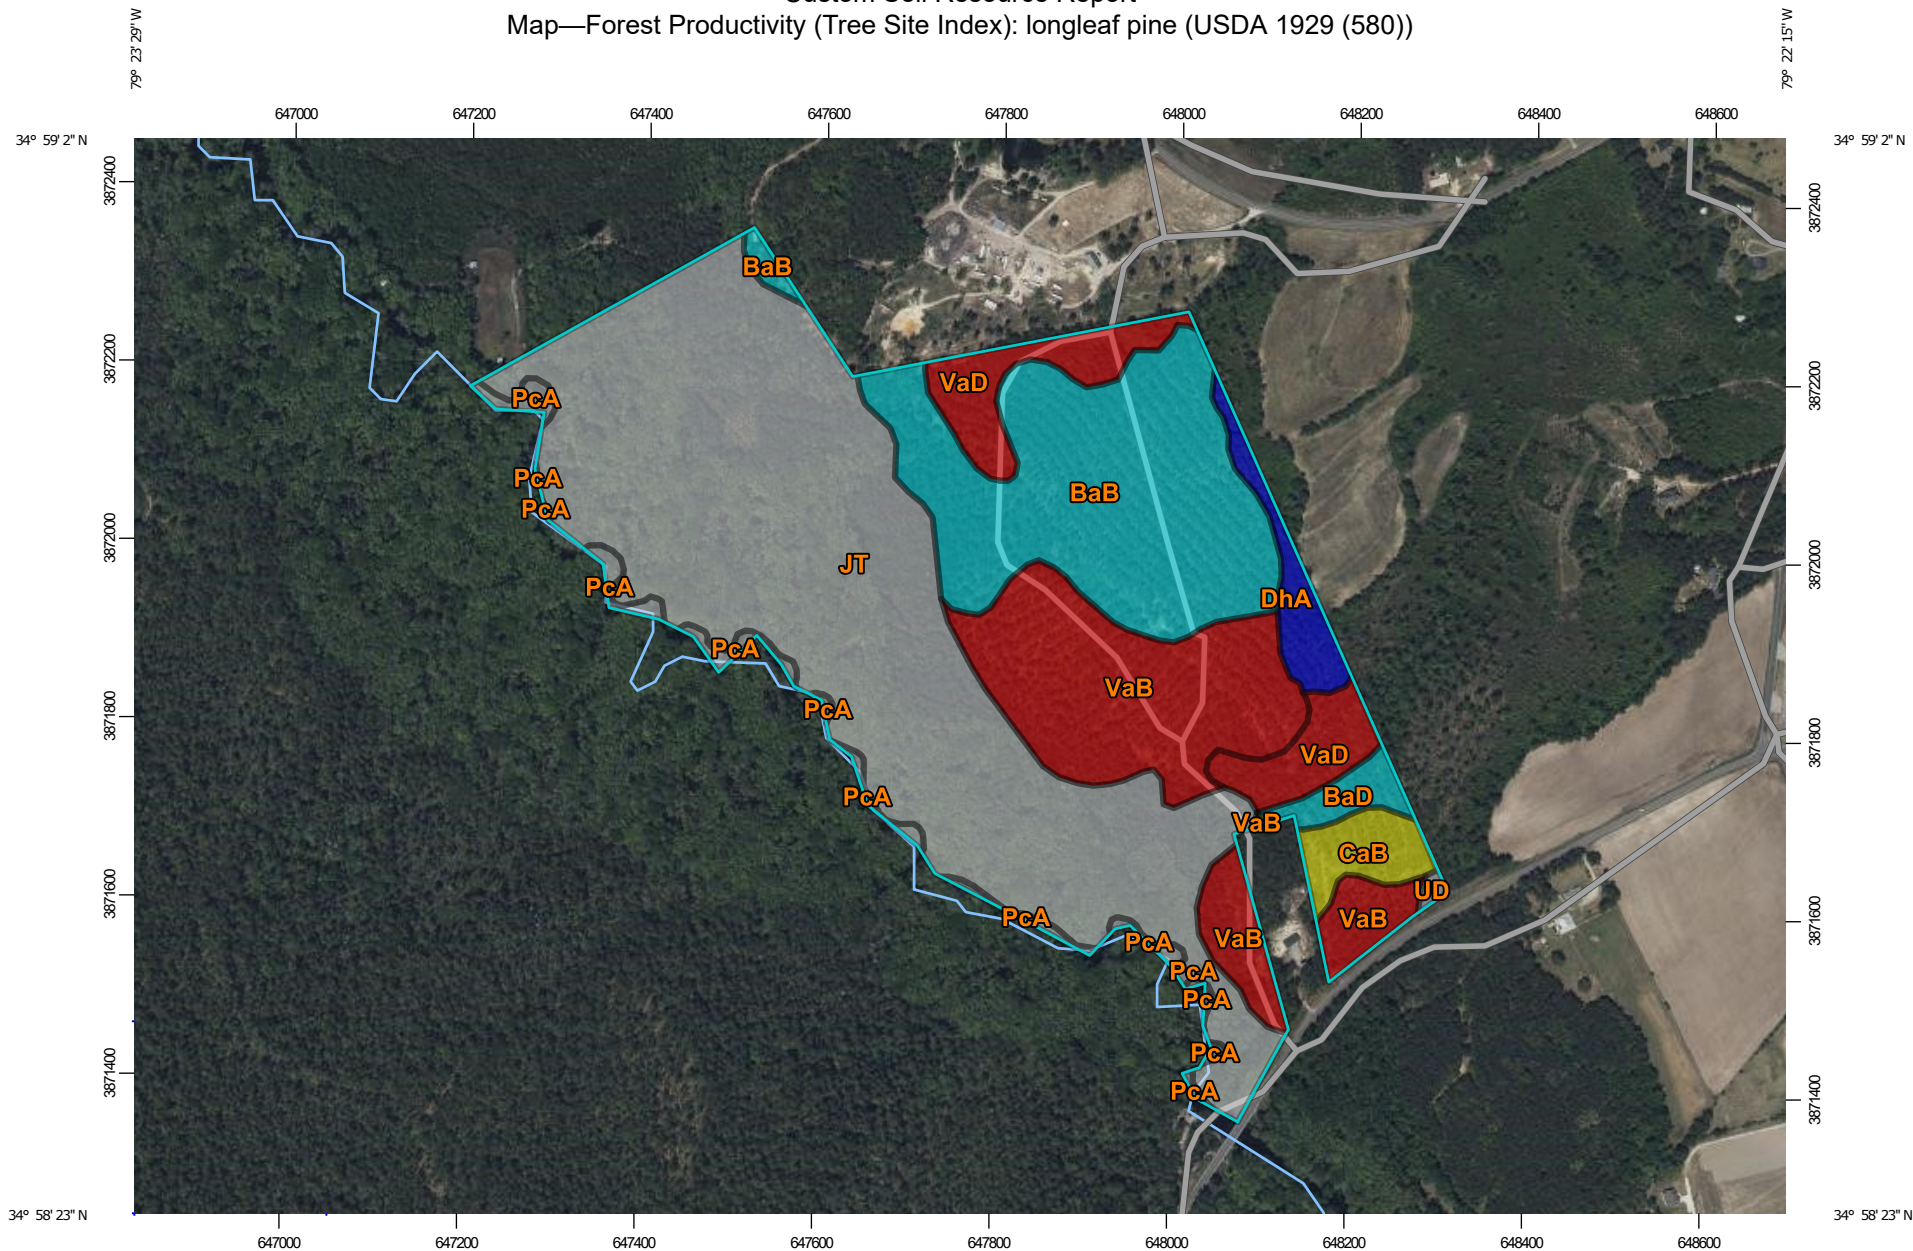 Custom Soil Resource Report
Map—Forest Productivity (Tree Site Index): longleaf pine (USDA 1929 (580))
79° 23' 29'' W
79° 22' 15'' W
647000 647200 647400 647600 647800 648000 648200 648400 648600
34° 59' 2'' N
34° 59' 2'' N
3872400
3872400
BaB
3872200
3872200
VaD
PcA
PcA
BaB
PcA
3872000
3872000
JT
PcA
DhA
PcA
VaB
PcA
3871800
3871800
VaD
PcA
BaD
VaB
CaB
3871600
3871600
UD
PcA
VaB
VaB
PcA
PcA
PcA
PcA
3871400
3871400
PcA
34° 58' 23'' N
34° 58' 23'' N
647000 647200 647400 647600 647800 648000 648200 648400 648600